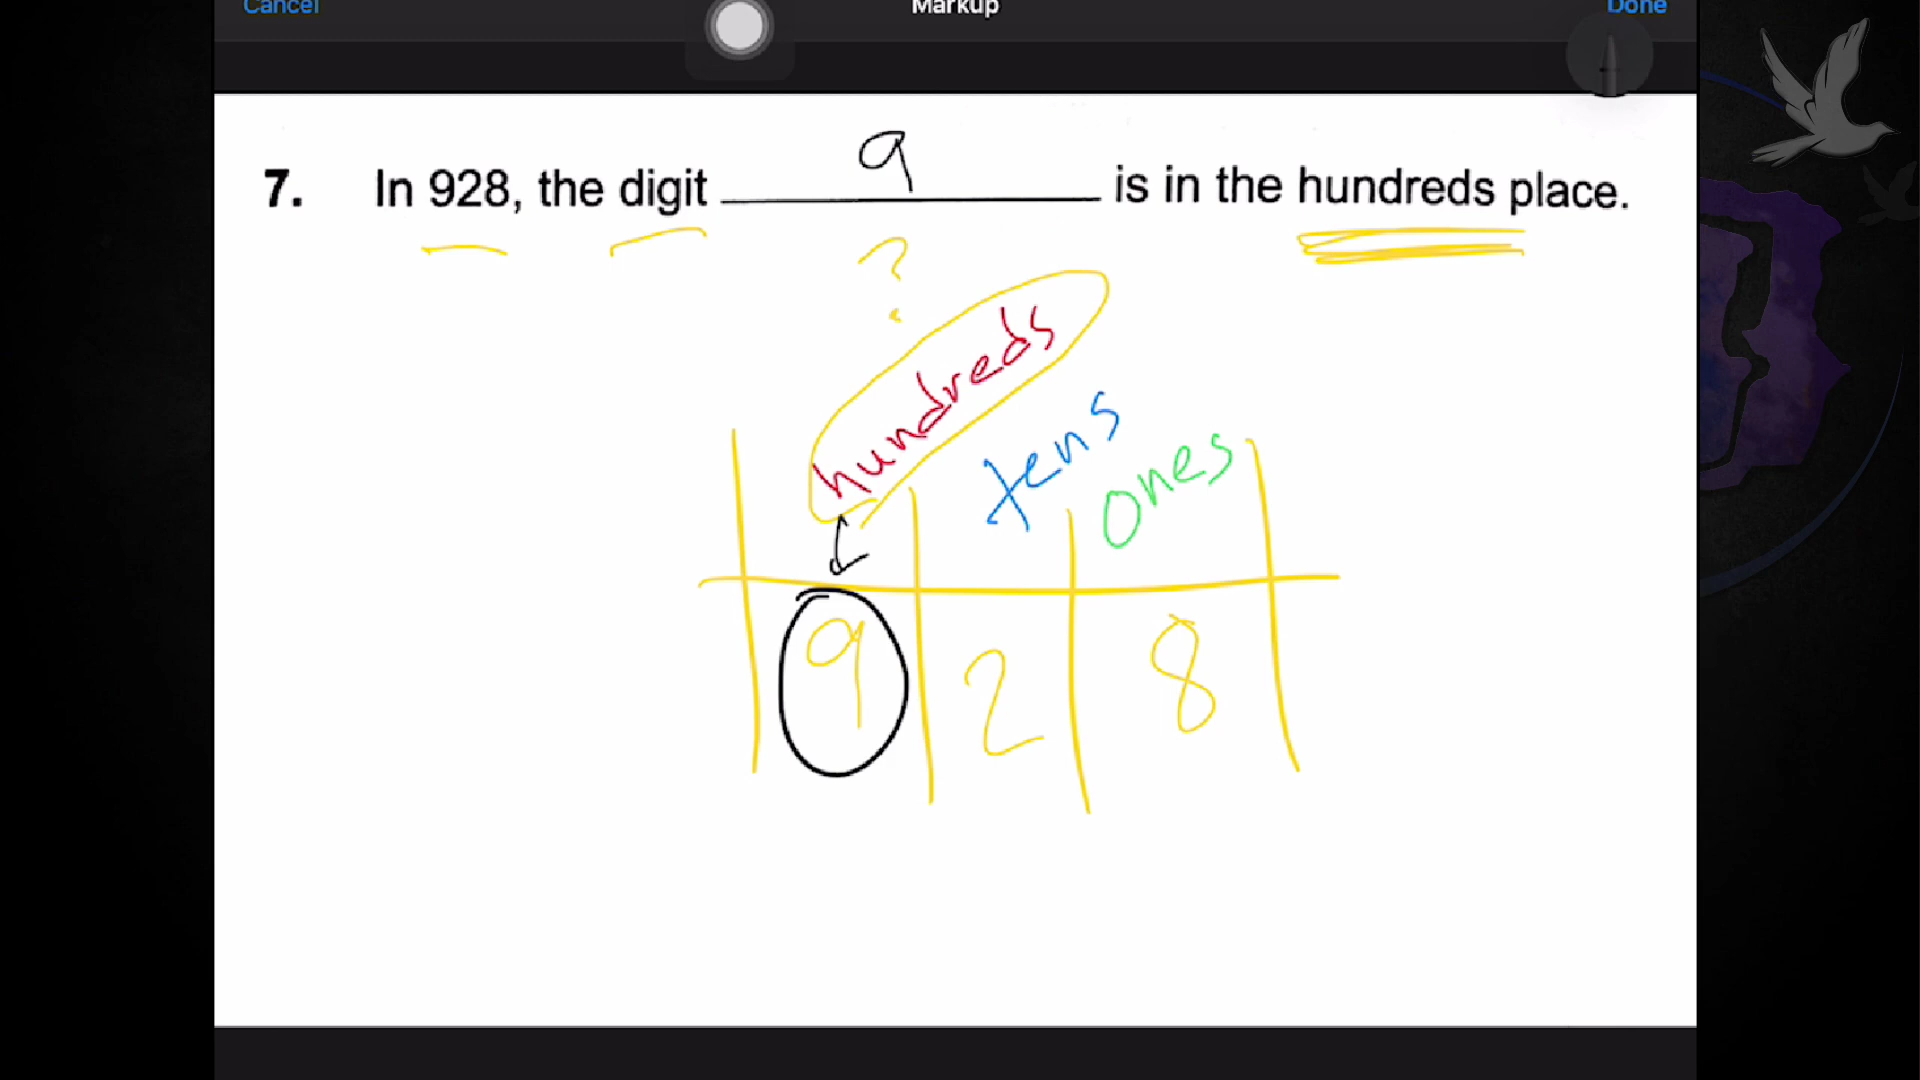 Cancel Markup Done
9
7. In 928, the digit ____________ is in the hundreds place.
?
hundreds tens ones
9 2 8